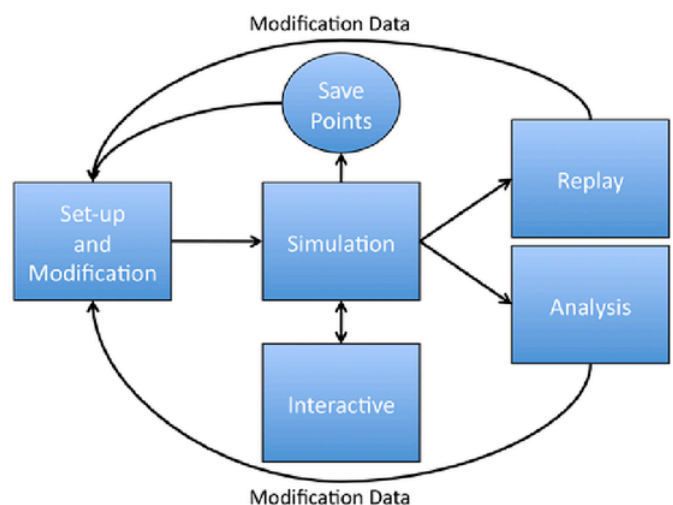 Modification Data
Save
Points
Replay
Set-up
and
Modification
Simulation
Analysis
Interactive
Modification Data